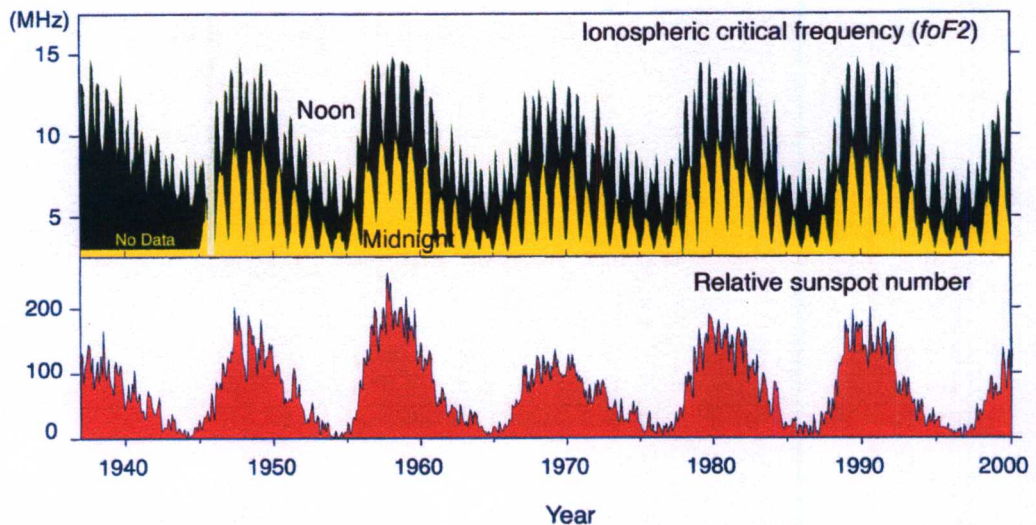 (MHz)
Ionospheric critical frequency (foF2)
15
Noon
10
5
No Data
Midnight
Relative sunspot number
200
100
0
1940 1950 1960 1970 1980 1990 2000
Year